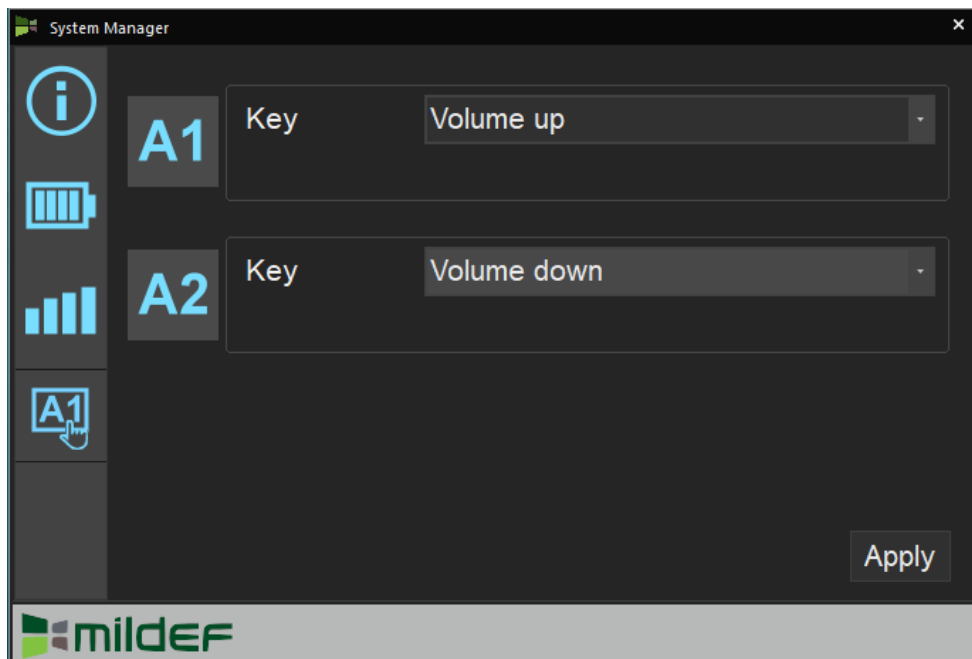 System Manager
A1
Key
Volume up
A2
Key
Volume down
A1
Apply
mildef